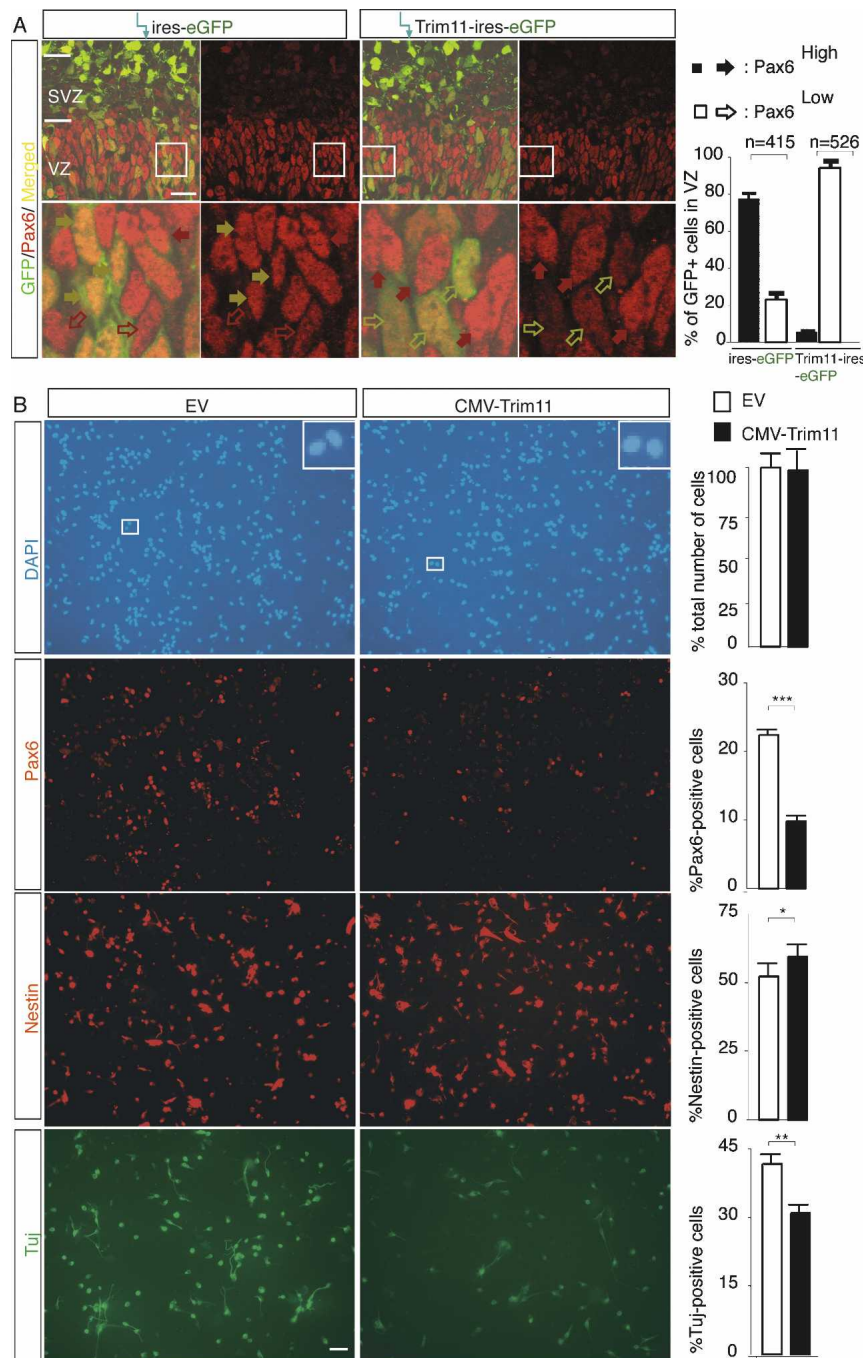 A
ires-eGFP
Trim11-ires-eGFP
GFP/Pax6/Merged
SVZ
VZ
: Pax6 High
: Pax6 Low
n=415 n=526
% of GFP+ cells in VZ
100
80
60
40
20
0
ires-eGFP Trim11-ires
-eGFP
B
EV
CMV-Trim11
EV
CMV-Trim11
DAPI
% total number of cells
100
75
50
25
0
Pax6
%Pax6-positive cells
30
20
10
0
***
Nestin
%Nestin-positive cells
75
50
25
0
*
Tuj
%Tuj-positive cells
45
30
15
0
**